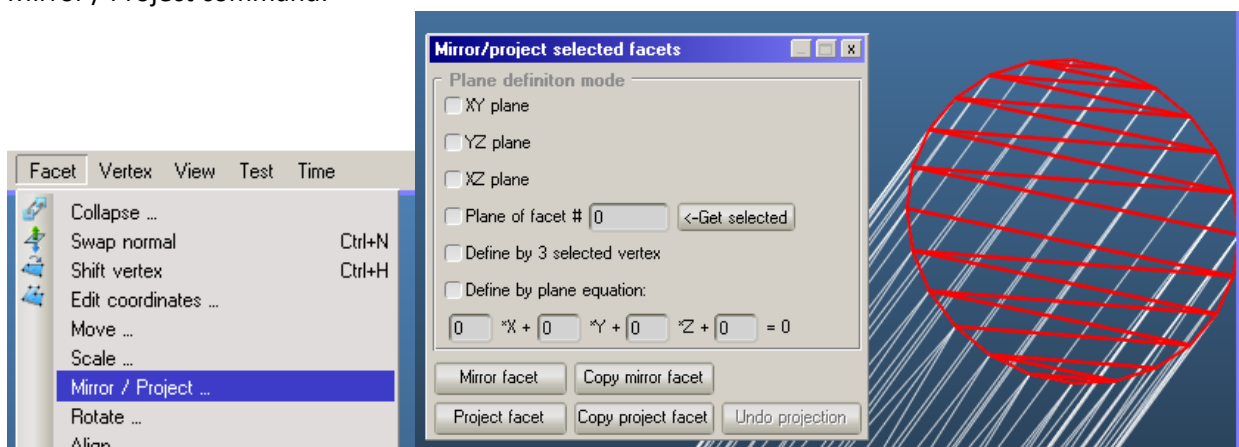 Mirror / Project command.
Facet Vertex View Test Time
Collapse ...
Swap normal Ctrl+N
Shift vertex Ctrl+H
Edit coordinates ...
Move ...
Scale ...
Mirror / Project ...
Rotate ...
Align
Mirror/project selected facets
Plane definiton mode
XY plane
YZ plane
XZ plane
Plane of facet # 0 <-Get selected
Define by 3 selected vertex
Define by plane equation:
0 *X + 0 *Y + 0 *Z + 0 = 0
Mirror facet Copy mirror facet
Project facet Copy project facet Undo projection